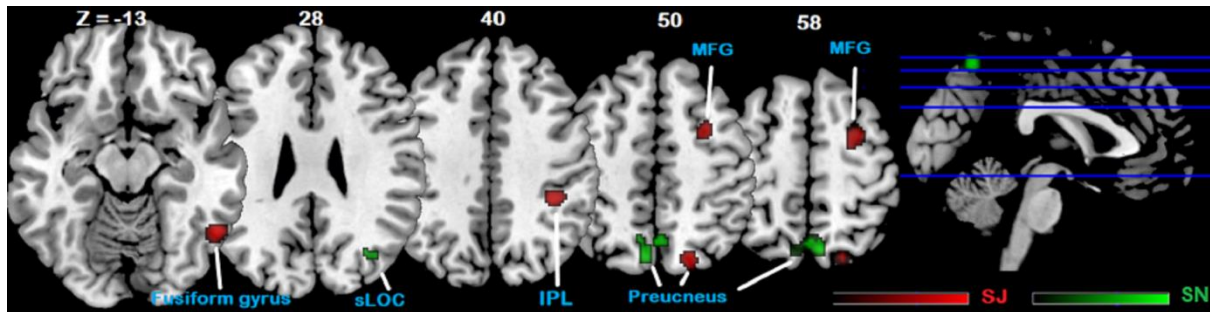 Z = -13
28
40
50
58
MFG
MFG
Fusiform gyrus
sLOC
IPL
Preucneus
SJ
SN